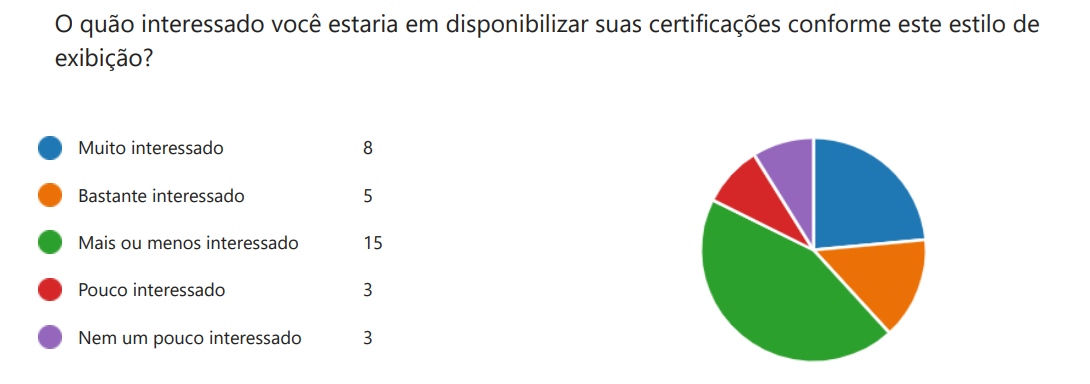 O quão interessado você estaria em disponibilizar suas certificações conforme este estilo de
exibição?
Muito interessado 8
Bastante interessado 5
Mais ou menos interessado 15
Pouco interessado 3
Nem um pouco interessado 3